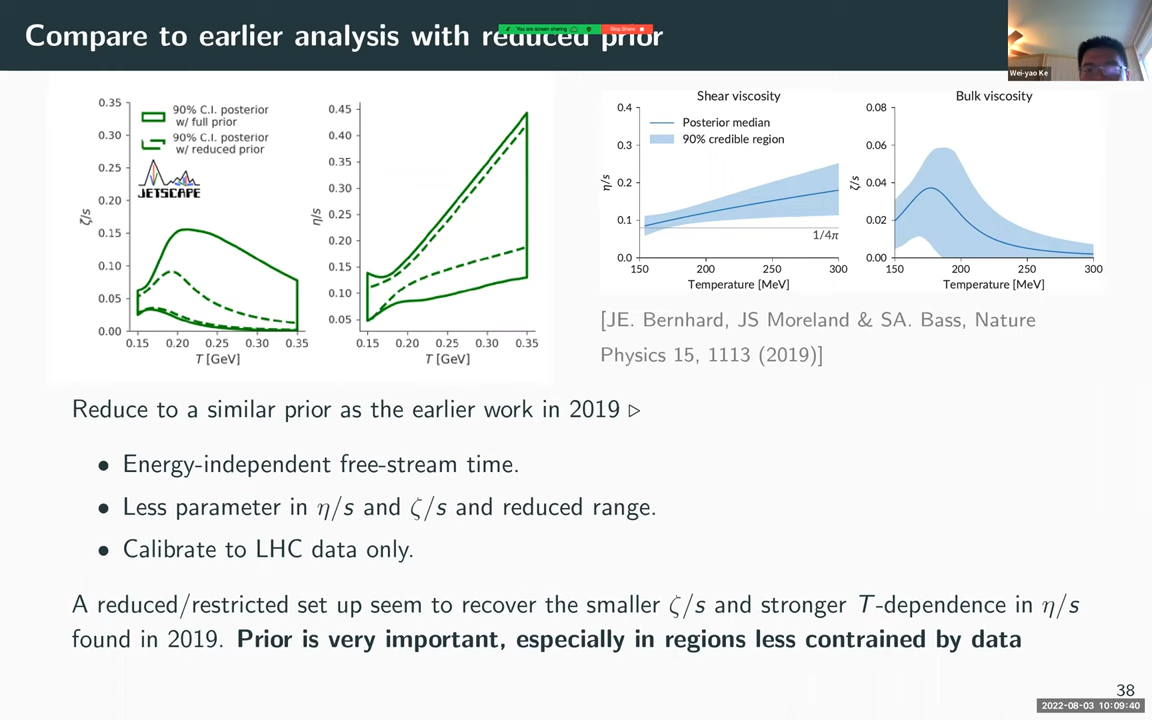 Compare to earlier analysis with reduced prior
You are screen sharing
Stop Share
Wei-yao Ke
0.35
0.30
0.25
0.20
0.15
0.10
0.05
0.00
ζ/s
90% C.I. posterior
w/ full prior
90% C.I. posterior
w/ reduced prior
JETSCAPE
0.15 0.20 0.25 0.30 0.35
T [GeV]
0.45
0.40
0.35
0.30
0.25
0.20
0.15
0.10
0.05
η/s
0.15 0.20 0.25 0.30 0.35
T [GeV]
Shear viscosity
0.4
0.3
0.2
0.1
0.0
η/s
Posterior median
90% credible region
1/4π
150 200 250 300
Temperature [MeV]
Bulk viscosity
0.08
0.06
0.04
0.02
0.00
ζ/s
150 200 250 300
Temperature [MeV]
[JE. Bernhard, JS Moreland & SA. Bass, Nature
Physics 15, 1113 (2019)]
Reduce to a similar prior as the earlier work in 2019 ▷
• Energy-independent free-stream time.
• Less parameter in η/s and ζ/s and reduced range.
• Calibrate to LHC data only.
A reduced/restricted set up seem to recover the smaller ζ/s and stronger T-dependence in η/s
found in 2019. Prior is very important, especially in regions less contrained by data
38
2022-08-03 10:09:40